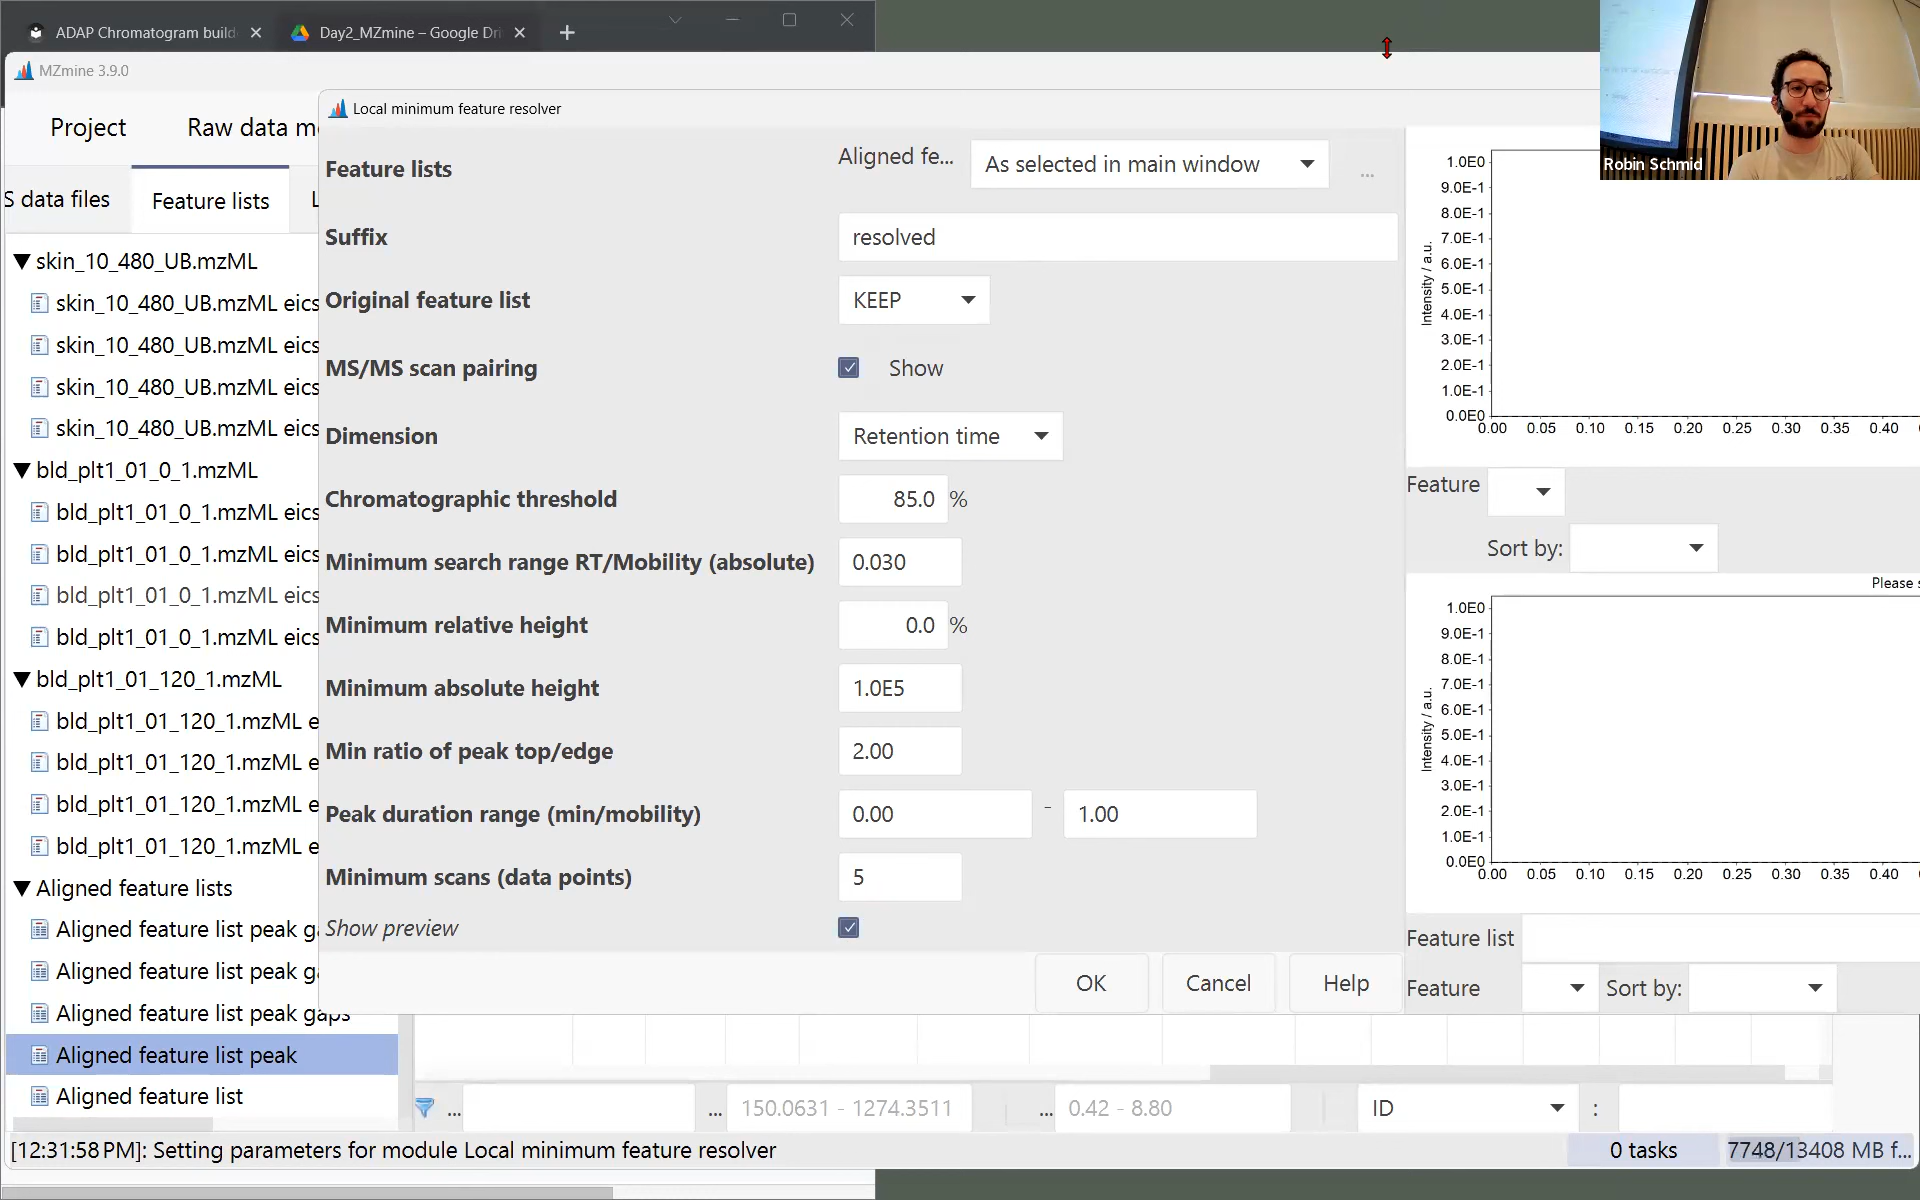 ADAP Chromatogram build
Day2_MZmine – Google Dri
MZmine 3.9.0
Project
Raw data m
S data files
Feature lists
skin_10_480_UB.mzML
skin_10_480_UB.mzML eics
skin_10_480_UB.mzML eics
skin_10_480_UB.mzML eics
skin_10_480_UB.mzML eics
bld_plt1_01_0_1.mzML
bld_plt1_01_0_1.mzML eics
bld_plt1_01_0_1.mzML eics
bld_plt1_01_0_1.mzML eics
bld_plt1_01_0_1.mzML eics
bld_plt1_01_120_1.mzML
bld_plt1_01_120_1.mzML e
bld_plt1_01_120_1.mzML e
bld_plt1_01_120_1.mzML e
bld_plt1_01_120_1.mzML e
Aligned feature lists
Aligned feature list peak ga
Aligned feature list peak ga
Aligned feature list peak gaps
Aligned feature list peak
Aligned feature list
Local minimum feature resolver
Feature lists
Aligned fe...
As selected in main window
...
Suffix
resolved
Original feature list
KEEP
MS/MS scan pairing
Show
Dimension
Retention time
Chromatographic threshold
85.0 %
Minimum search range RT/Mobility (absolute)
0.030
Minimum relative height
0.0 %
Minimum absolute height
1.0E5
Min ratio of peak top/edge
2.00
Peak duration range (min/mobility)
0.00 - 1.00
Minimum scans (data points)
5
Show preview
OK
Cancel
Help
Robin Schmid
Intensity / a.u.
1.0E0
9.0E-1
8.0E-1
7.0E-1
6.0E-1
5.0E-1
4.0E-1
3.0E-1
2.0E-1
1.0E-1
0.0E0
0.00 0.05 0.10 0.15 0.20 0.25 0.30 0.35 0.40
Feature
Sort by:
Please s
Intensity / a.u.
1.0E0
9.0E-1
8.0E-1
7.0E-1
6.0E-1
5.0E-1
4.0E-1
3.0E-1
2.0E-1
1.0E-1
0.0E0
0.00 0.05 0.10 0.15 0.20 0.25 0.30 0.35 0.40
Feature list
Feature
Sort by:
...
... 150.0631 - 1274.3511
... 0.42 - 8.80
ID
:
[12:31:58 PM]: Setting parameters for module Local minimum feature resolver
0 tasks
7748/13408 MB f...